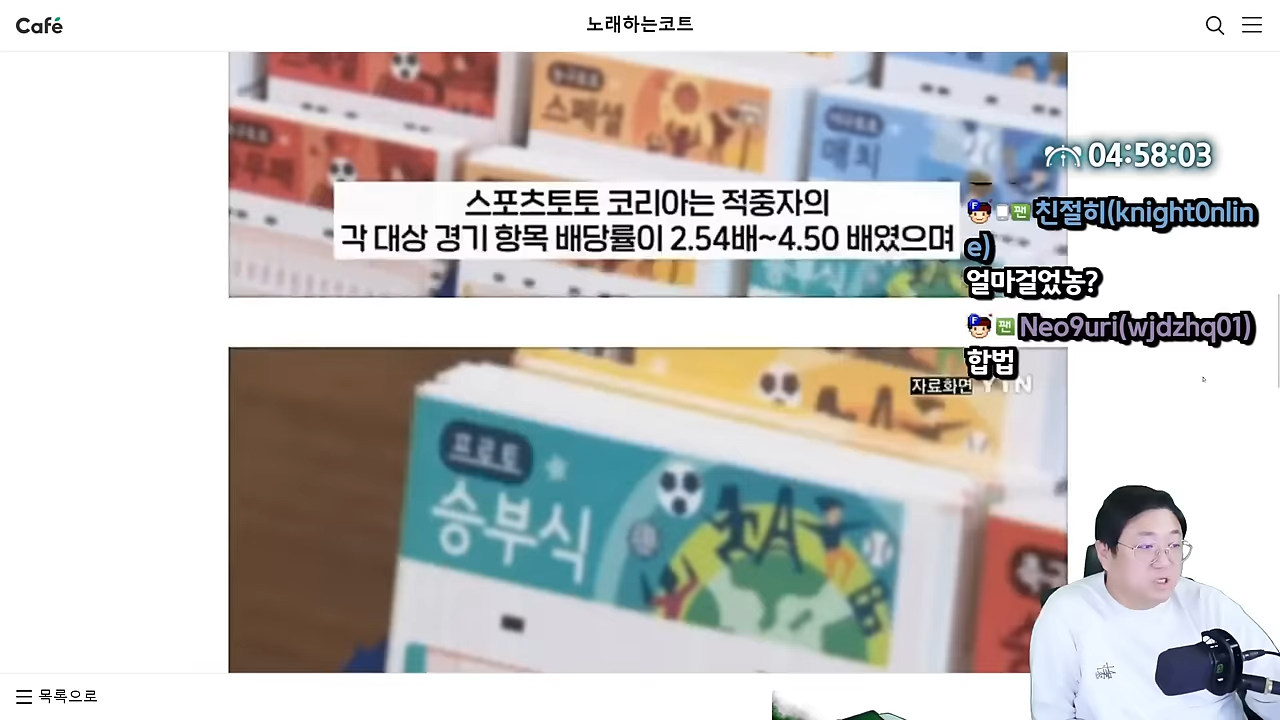 Café
노래하는코트
스페셜
매치
스포츠토토 코리아는 적중자의
각 대상 경기 항목 배당률이 2.54배~4.50 배였으며
04:58:03
F 팬 친절히(knight0nlin
e)
얼마걸었농?
F 팬 Neo9uri(wjdzhq01)
합법
자료화면 YTN
프로토
승부식
목록으로